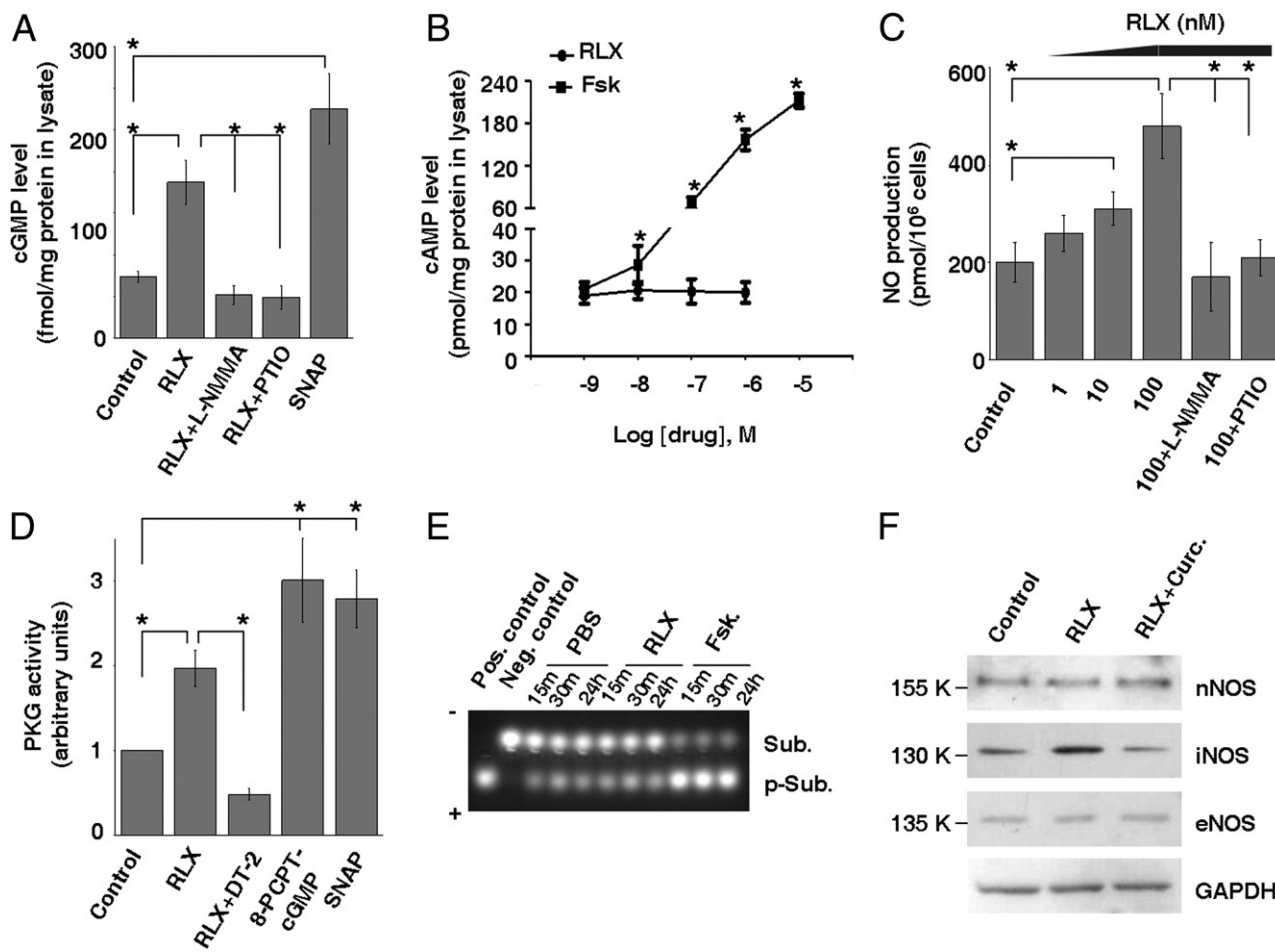 A
cGMP level
(fmol/mg protein in lysate)
300
200
100
0
*
*
*
*
Control
RLX
RLX+L-NMMA
RLX+PTIO
SNAP
B
RLX
Fsk
cAMP level
(pmol/mg protein in lysate)
240
180
120
60
40
30
20
10
0
*
*
*
*
-9
-8
-7
-6
-5
Log [drug], M
C
RLX (nM)
NO production
(pmol/10⁶ cells)
600
400
200
0
*
*
*
*
Control
1
10
100
100+L-NMMA
100+PTIO
D
PKG activity
(arbitrary units)
3
2
1
0
*
*
*
*
Control
RLX
RLX+DT-2
8-PCPT-
cGMP
SNAP
E
Pos. control
Neg. control
PBS
RLX
Fsk.
15m
30m
24h
15m
30m
24h
15m
30m
24h
-
+
Sub.
p-Sub.
F
Control
RLX
RLX+Curc.
155 K
nNOS
130 K
iNOS
135 K
eNOS
GAPDH